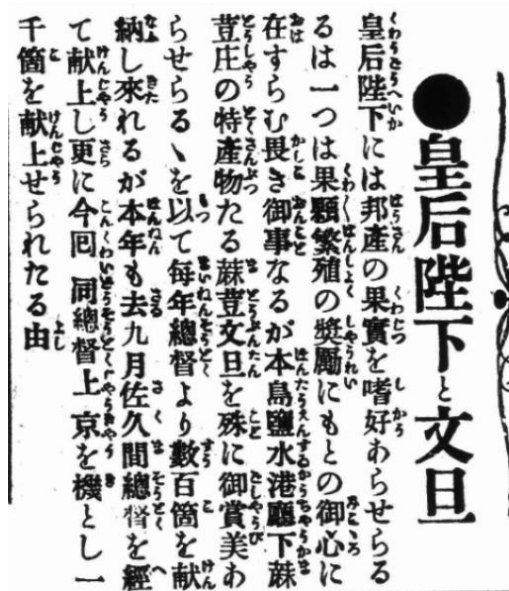 ●皇后陛下と文旦
皇后陛下には邦產の果實を嗜好あらせらる
るは一つは果顆繁殖の奬勵にもとの御心に
在すらむ畏き御事なるが本島鹽水港廳下蔴
荳庄の特產物たる蔴荳文旦を殊に御賞美あ
らせらるゝを以て每年總督より數百箇を献
納し來れるが本年も去九月佐久間總督を經
て献上し更に今回同總督上京を機とし一
千箇を献上せられたる由